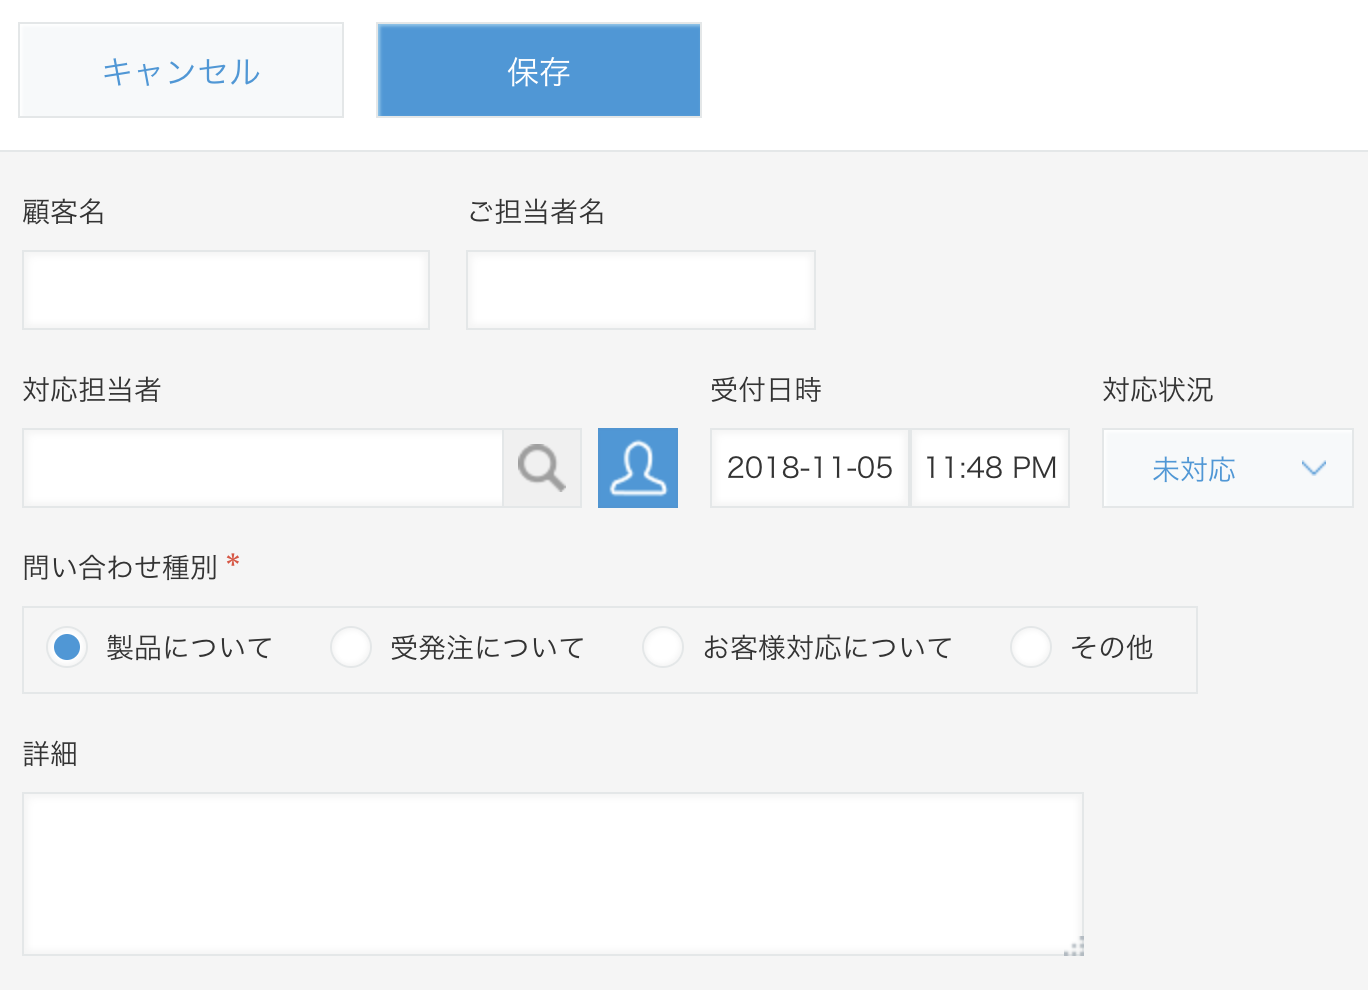 キャンセル 保存
顧客名 ご担当者名
対応担当者 受付日時 対応状況
2018-11-05 11:48 PM 未対応
問い合わせ種別 *
製品について 受発注について お客様対応について その他
詳細